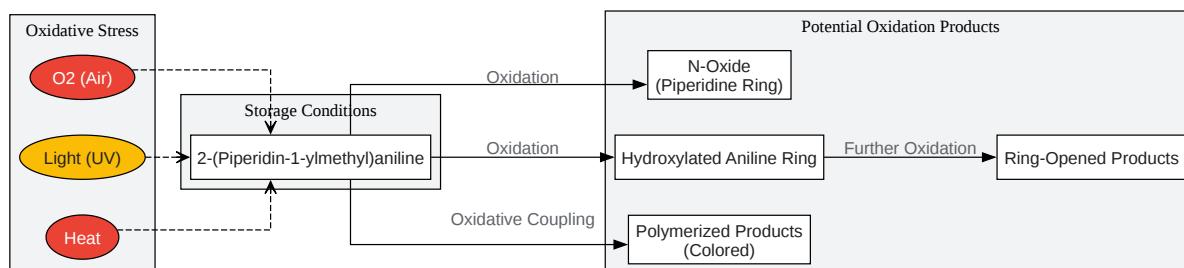 Oxidative Stress
O2 (Air)
Light (UV)
Heat
Storage Conditions
2-(Piperidin-1-ylmethyl)aniline
Oxidation
Oxidation
Oxidative Coupling
Potential Oxidation Products
N-Oxide
(Piperidine Ring)
Hydroxylated Aniline Ring
Further Oxidation
Ring-Opened Products
Polymerized Products
(Colored)